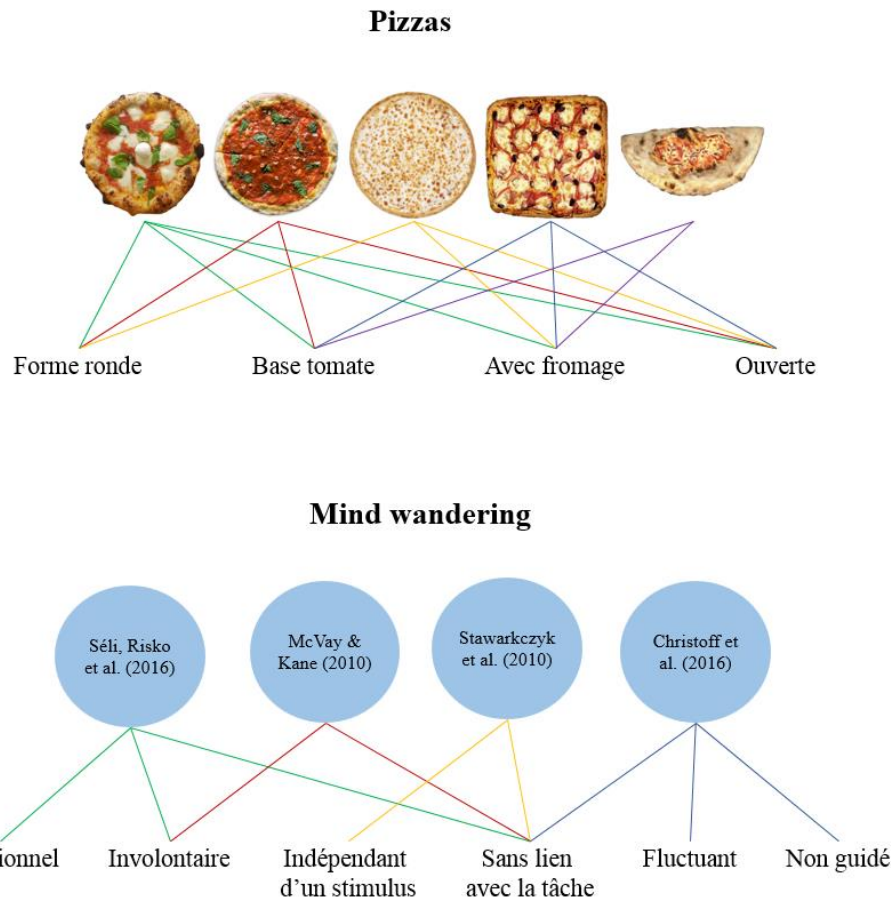 Pizzas
Forme ronde
Base tomate
Avec fromage
Ouverte
Mind wandering
Séli, Risko
et al. (2016)
McVay &
Kane (2010)
Stawarkczyk
et al. (2010)
Christoff et
al. (2016)
ionnel
Involontaire
Indépendant
d’un stimulus
Sans lien
avec la tâche
Fluctuant
Non guidé